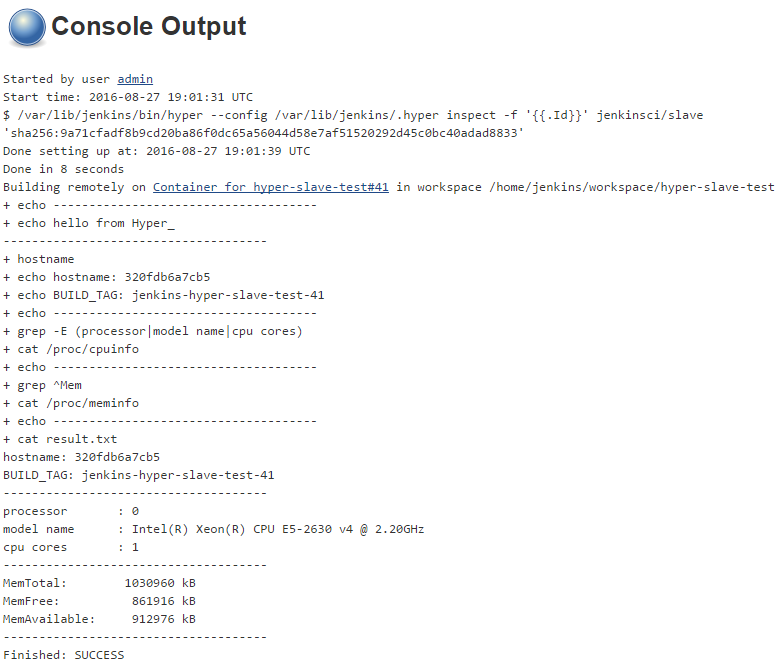 Console Output
Started by user admin
Start time: 2016-08-27 19:01:31 UTC
$ /var/lib/jenkins/bin/hyper --config /var/lib/jenkins/.hyper inspect -f '{{.Id}}' jenkinsci/slave
'sha256:9a71cfadf8b9cd20ba86f0dc65a56044d58e7af51520292d45c0bc40adad8833'
Done setting up at: 2016-08-27 19:01:39 UTC
Done in 8 seconds
Building remotely on Container for hyper-slave-test#41 in workspace /home/jenkins/workspace/hyper-slave-test
+ echo -------------------------------------
+ echo hello from Hyper_
-------------------------------------
+ hostname
+ echo hostname: 320fdb6a7cb5
+ echo BUILD_TAG: jenkins-hyper-slave-test-41
+ echo -------------------------------------
+ grep -E (processor|model name|cpu cores)
+ cat /proc/cpuinfo
+ echo -------------------------------------
+ grep ^Mem
+ cat /proc/meminfo
+ echo -------------------------------------
+ cat result.txt
hostname: 320fdb6a7cb5
BUILD_TAG: jenkins-hyper-slave-test-41
-------------------------------------
processor       : 0
model name      : Intel(R) Xeon(R) CPU E5-2630 v4 @ 2.20GHz
cpu cores       : 1
-------------------------------------
MemTotal:        1030960 kB
MemFree:          861916 kB
MemAvailable:     912976 kB
-------------------------------------
Finished: SUCCESS